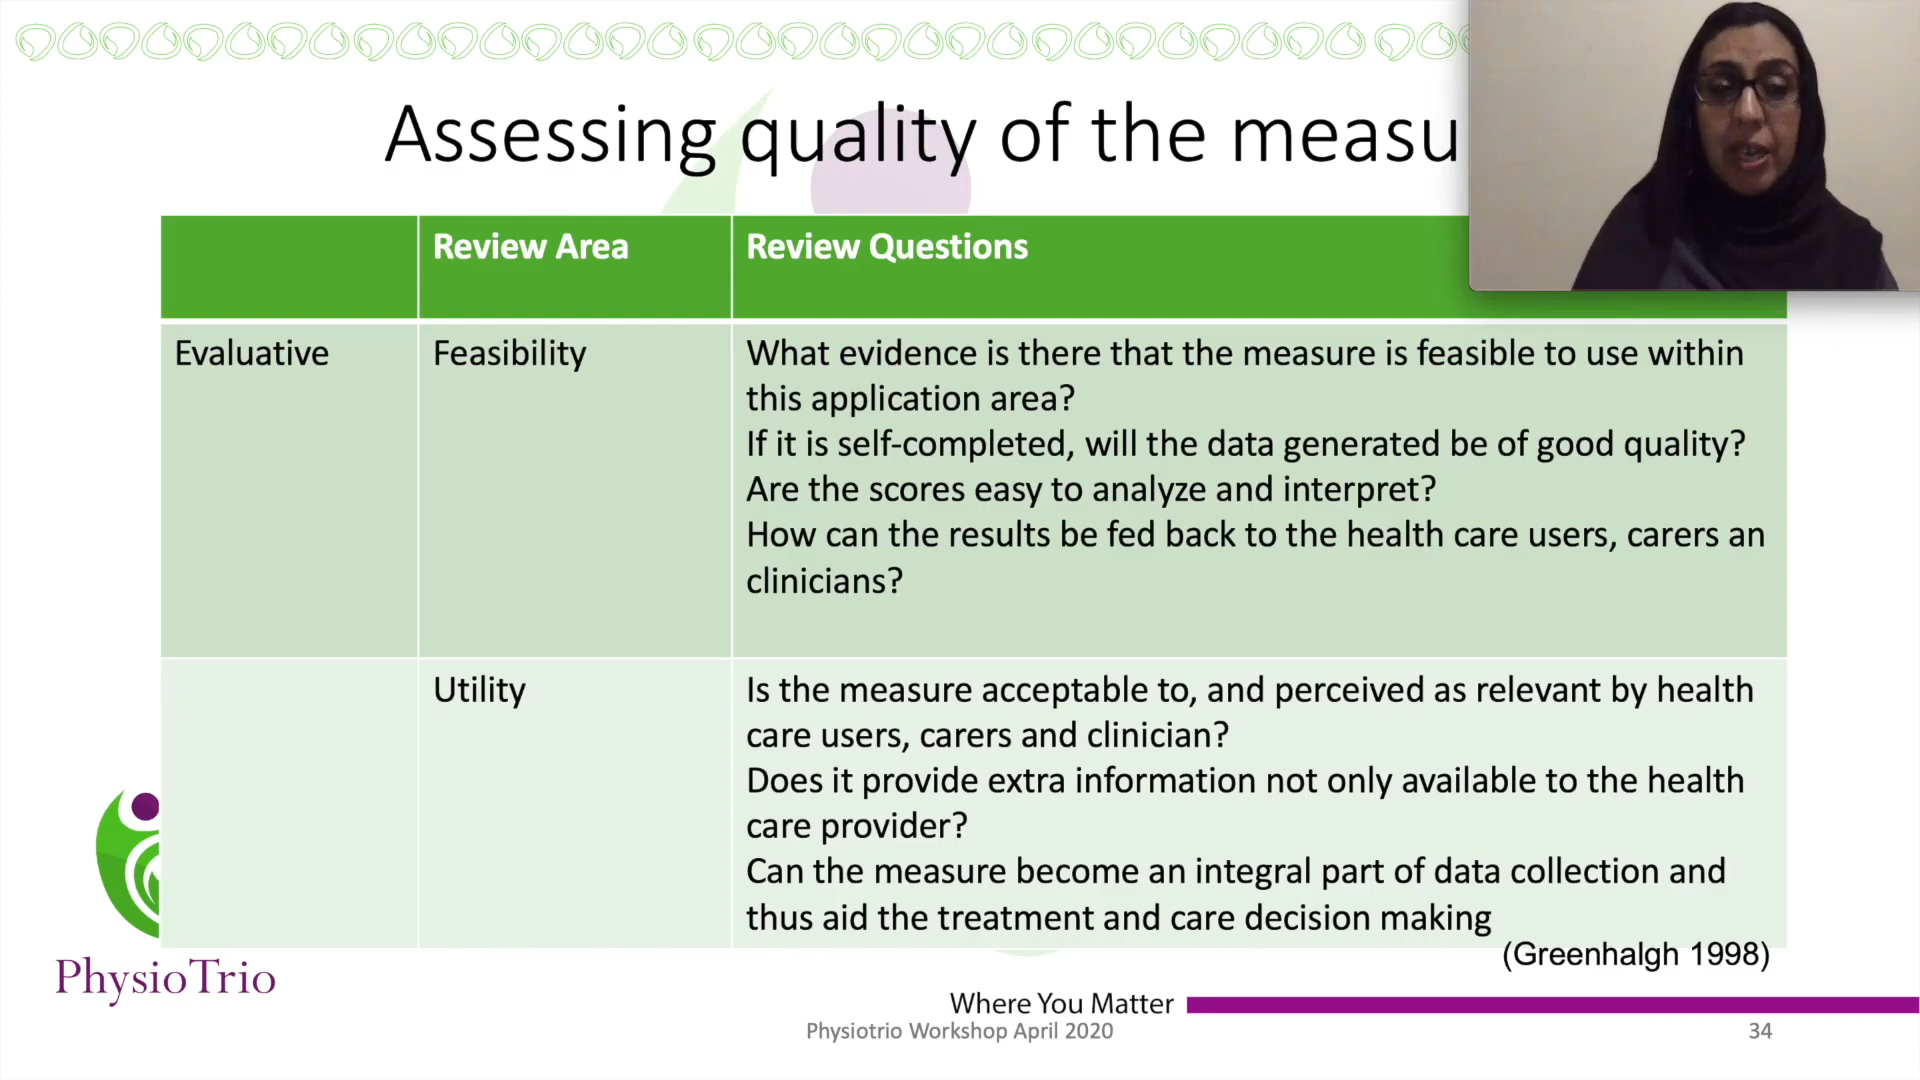 Assessing quality of the measu
Review Area
Review Questions
Evaluative
Feasibility
What evidence is there that the measure is feasible to use within
this application area?
If it is self-completed, will the data generated be of good quality?
Are the scores easy to analyze and interpret?
How can the results be fed back to the health care users, carers an
clinicians?
Utility
Is the measure acceptable to, and perceived as relevant by health
care users, carers and clinician?
Does it provide extra information not only available to the health
care provider?
Can the measure become an integral part of data collection and
thus aid the treatment and care decision making
(Greenhalgh 1998)
PhysioTrio
Where You Matter
Physiotrio Workshop April 2020
34